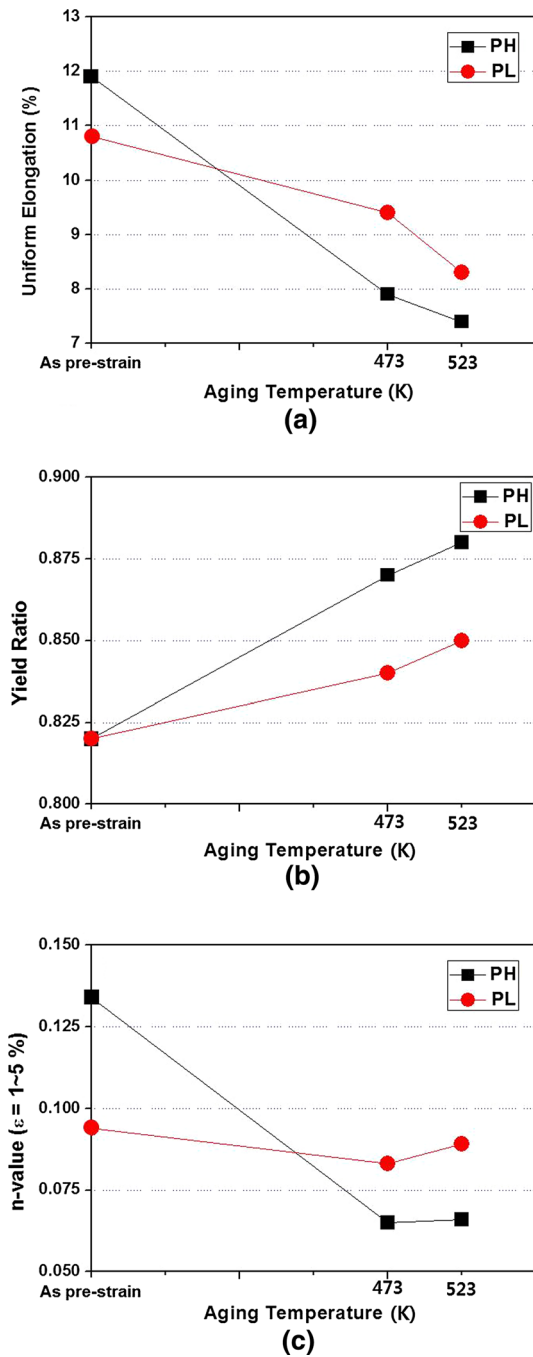 13
12
11
10
9
8
7
Uniform Elongation (%)
PH
PL
As pre-strain
473
523
Aging Temperature (K)
(a)
0.900
0.875
0.850
0.825
0.800
Yield Ratio
PH
PL
As pre-strain
473
523
Aging Temperature (K)
(b)
0.150
0.125
0.100
0.075
0.050
n-value (ε = 1~5 %)
PH
PL
As pre-strain
473
523
Aging Temperature (K)
(c)